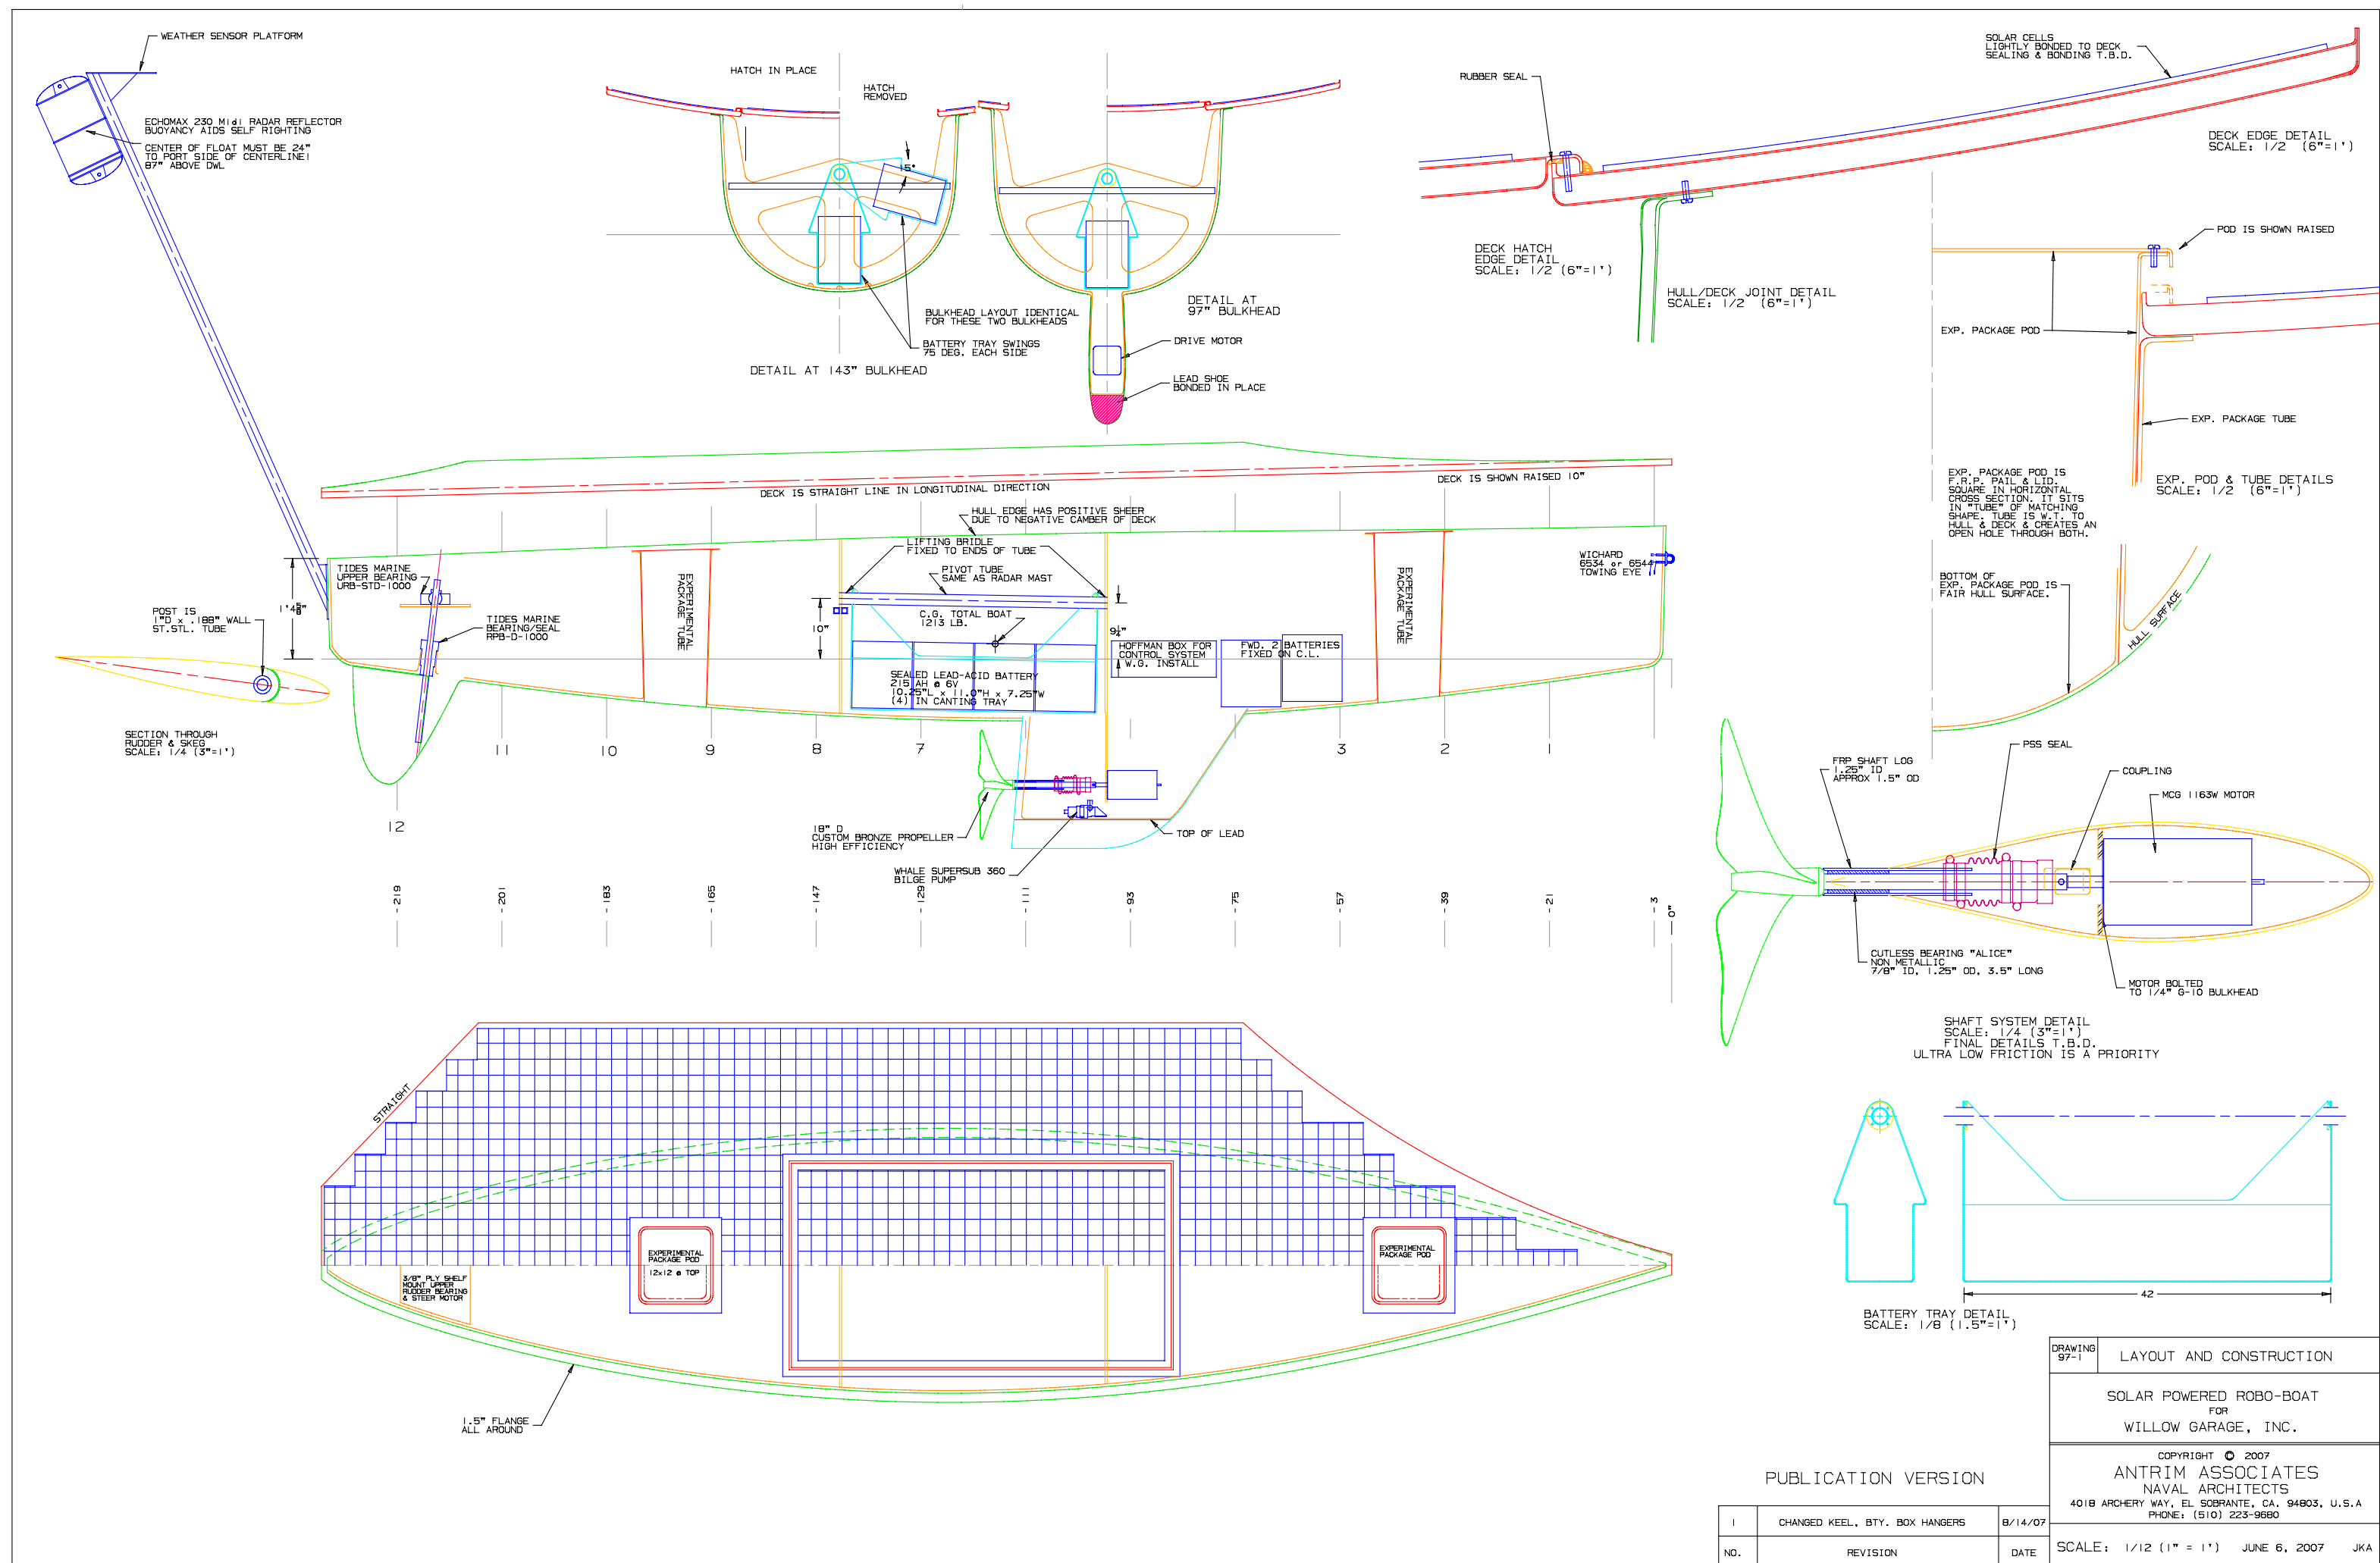 WEATHER SENSOR PLATFORM
ECHOMAX 230 Midi RADAR REFLECTOR
BUOYANCY AIDS SELF RIGHTING
CENTER OF FLOAT MUST BE 24"
TO PORT SIDE OF CENTERLINE!
87" ABOVE DWL
HATCH IN PLACE
HATCH
REMOVED
15°
BULKHEAD LAYOUT IDENTICAL
FOR THESE TWO BULKHEADS
BATTERY TRAY SWINGS
75 DEG. EACH SIDE
DETAIL AT 143" BULKHEAD
DETAIL AT
97" BULKHEAD
DRIVE MOTOR
LEAD SHOE
BONDED IN PLACE
RUBBER SEAL
SOLAR CELLS
LIGHTLY BONDED TO DECK
SEALING & BONDING T.B.D.
DECK EDGE DETAIL
SCALE: 1/2 (6"=1')
DECK HATCH
EDGE DETAIL
SCALE: 1/2 (6"=1')
HULL/DECK JOINT DETAIL
SCALE: 1/2 (6"=1')
POD IS SHOWN RAISED
EXP. PACKAGE POD
EXP. PACKAGE TUBE
EXP. PACKAGE POD IS
F.R.P. PAIL & LID.
SQUARE IN HORIZONTAL
CROSS SECTION. IT SITS
IN "TUBE" OF MATCHING
SHAPE. TUBE IS W.T. TO
HULL & DECK & CREATES AN
OPEN HOLE THROUGH BOTH.
EXP. POD & TUBE DETAILS
SCALE: 1/2 (6"=1')
BOTTOM OF
EXP. PACKAGE POD IS
FAIR HULL SURFACE.
HULL SURFACE
DECK IS STRAIGHT LINE IN LONGITUDINAL DIRECTION
DECK IS SHOWN RAISED 10"
HULL EDGE HAS POSITIVE SHEER
DUE TO NEGATIVE CAMBER OF DECK
LIFTING BRIDLE
FIXED TO ENDS OF TUBE
PIVOT TUBE
SAME AS RADAR MAST
C.G. TOTAL BOAT
1213 LB.
TIDES MARINE
UPPER BEARING
URB-STD-1000
1'4⅝"
TIDES MARINE
BEARING/SEAL
RPB-D-1000
EXPERIMENTAL
PACKAGE TUBE
10"
9¼"
HOFFMAN BOX FOR
CONTROL SYSTEM
W.G. INSTALL
FWD. 2 BATTERIES
FIXED ON C.L.
EXPERIMENTAL
PACKAGE TUBE
WICHARD
6534 or 6544
TOWING EYE
SEALED LEAD-ACID BATTERY
215 AH @ 6V
10.25"L x 11.0"H x 7.25"W
(4) IN CANTING TRAY
POST IS
1"D x .188" WALL
ST.STL. TUBE
SECTION THROUGH
RUDDER & SKEG
SCALE: 1/4 (3"=1')
12
11
10
9
8
7
3
2
1
18" D
CUSTOM BRONZE PROPELLER
HIGH EFFICIENCY
TOP OF LEAD
WHALE SUPERSUB 360
BILGE PUMP
-219
-201
-183
-165
-147
-129
-111
-93
-75
-57
-39
-21
-3
0"
FRP SHAFT LOG
1.25" ID
APPROX 1.5" OD
PSS SEAL
COUPLING
MCG 1163W MOTOR
CUTLESS BEARING "ALICE"
NON METALLIC
7/8" ID, 1.25" OD, 3.5" LONG
MOTOR BOLTED
TO 1/4" G-10 BULKHEAD
SHAFT SYSTEM DETAIL
SCALE: 1/4 (3"=1')
FINAL DETAILS T.B.D.
ULTRA LOW FRICTION IS A PRIORITY
STRAIGHT
EXPERIMENTAL
PACKAGE POD
12x12 @ TOP
EXPERIMENTAL
PACKAGE POD
3/8" PLY SHELF
MOUNT UPPER
RUDDER BEARING
& STEER MOTOR
1.5" FLANGE
ALL AROUND
42
BATTERY TRAY DETAIL
SCALE: 1/8 (1.5"=1')
DRAWING
97-1
LAYOUT AND CONSTRUCTION
SOLAR POWERED ROBO-BOAT
FOR
WILLOW GARAGE, INC.
COPYRIGHT © 2007
ANTRIM ASSOCIATES
NAVAL ARCHITECTS
4018 ARCHERY WAY, EL SOBRANTE, CA. 94803, U.S.A
PHONE: (510) 223-9680
SCALE: 1/12 (1" = 1') JUNE 6, 2007 JKA
PUBLICATION VERSION
1 CHANGED KEEL, BTY. BOX HANGERS 8/14/07
NO. REVISION DATE